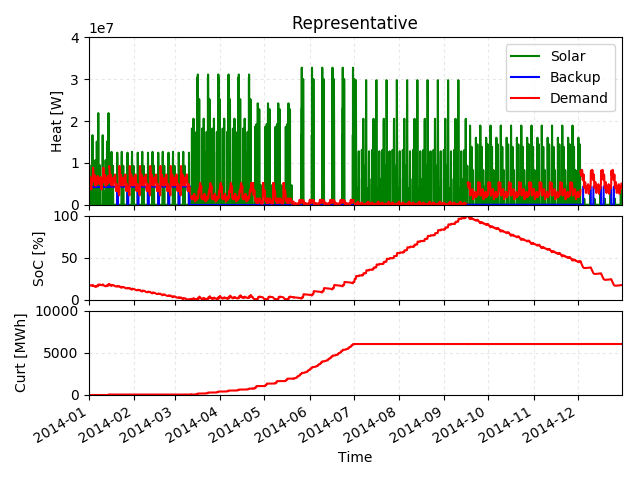 Representative
1e7
Heat [W]
4
3
2
1
0
Solar
Backup
Demand
SoC [%]
100
50
0
Curt [MWh]
10000
5000
0
2014-01
2014-02
2014-03
2014-04
2014-05
2014-06
2014-07
2014-08
2014-09
2014-10
2014-11
2014-12
Time